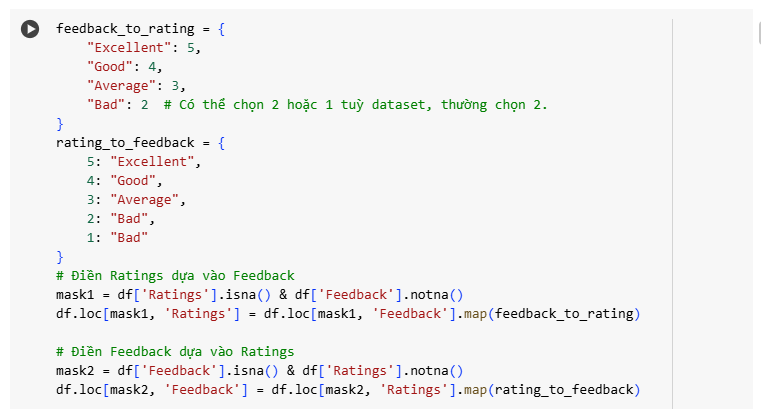 feedback_to_rating = {
    "Excellent": 5,
    "Good": 4,
    "Average": 3,
    "Bad": 2  # Có thể chọn 2 hoặc 1 tuỳ dataset, thường chọn 2.
}
rating_to_feedback = {
    5: "Excellent",
    4: "Good",
    3: "Average",
    2: "Bad",
    1: "Bad"
}
# Điền Ratings dựa vào Feedback
mask1 = df['Ratings'].isna() & df['Feedback'].notna()
df.loc[mask1, 'Ratings'] = df.loc[mask1, 'Feedback'].map(feedback_to_rating)

# Điền Feedback dựa vào Ratings
mask2 = df['Feedback'].isna() & df['Ratings'].notna()
df.loc[mask2, 'Feedback'] = df.loc[mask2, 'Ratings'].map(rating_to_feedback)